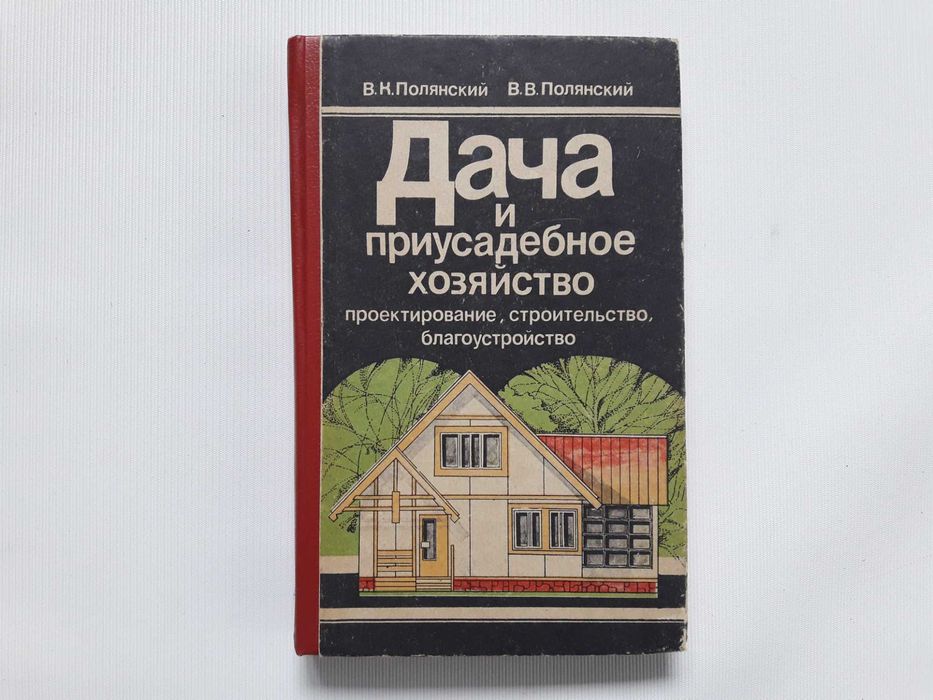 В.К.Полянский В.В.Полянский
Дача
и
приусадебное
хозяйство
проектирование, строительство,
благоустройство